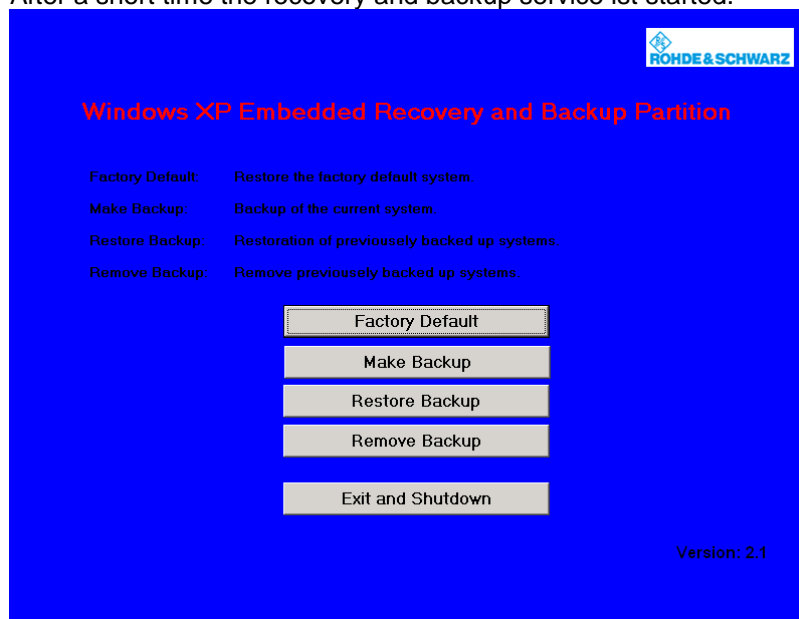 After a short time the recovery and backup service ist started.
ROHDE & SCHWARZ
Windows XP Embedded Recovery and Backup Partition
Factory Default: Restore the factory default system.
Make Backup: Backup of the current system.
Restore Backup: Restoration of previousely backed up systems.
Remove Backup: Remove previousely backed up systems.
Factory Default
Make Backup
Restore Backup
Remove Backup
Exit and Shutdown
Version: 2.1